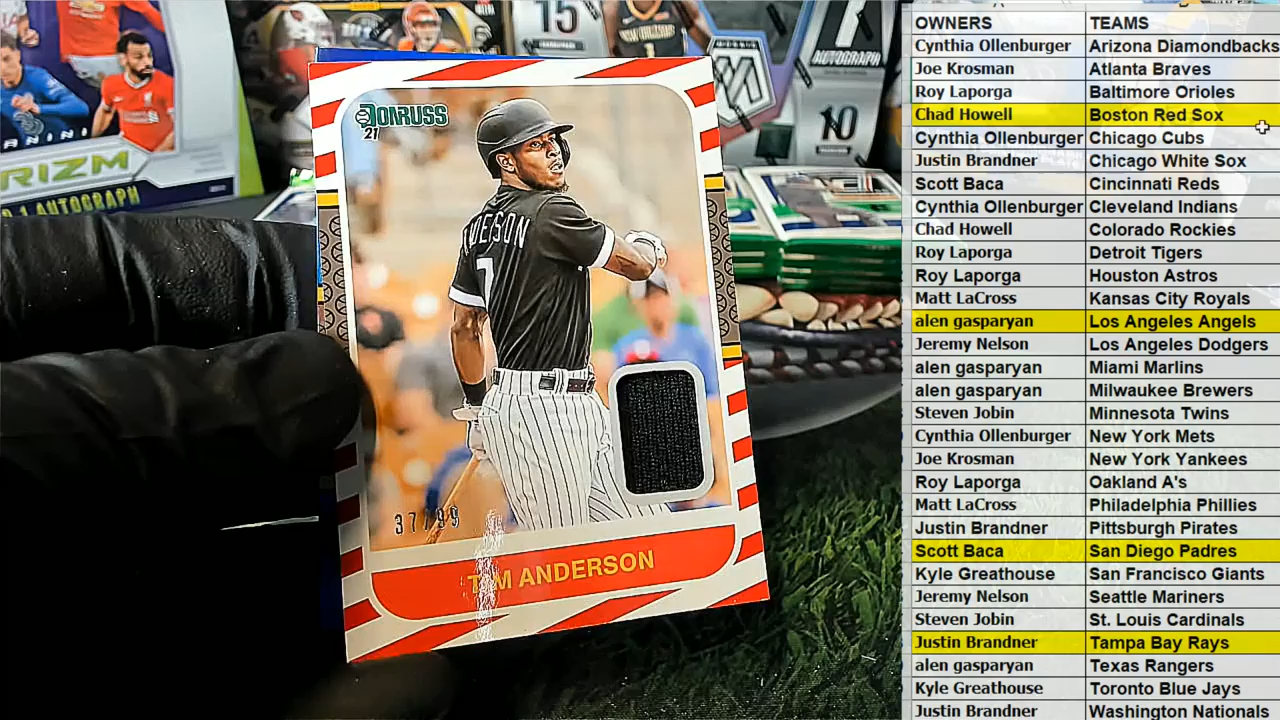 PRIZM
1 AUTOGRAPH
15
AUTOGRAPH
10
DONRUSS
21
7
37/99
TIM ANDERSON
OWNERS TEAMS
Cynthia Ollenburger Arizona Diamondbacks
Joe Krosman Atlanta Braves
Roy Laporga Baltimore Orioles
Chad Howell Boston Red Sox
Cynthia Ollenburger Chicago Cubs
Justin Brandner Chicago White Sox
Scott Baca Cincinnati Reds
Cynthia Ollenburger Cleveland Indians
Chad Howell Colorado Rockies
Roy Laporga Detroit Tigers
Roy Laporga Houston Astros
Matt LaCross Kansas City Royals
alen gasparyan Los Angeles Angels
Jeremy Nelson Los Angeles Dodgers
alen gasparyan Miami Marlins
alen gasparyan Milwaukee Brewers
Steven Jobin Minnesota Twins
Cynthia Ollenburger New York Mets
Joe Krosman New York Yankees
Roy Laporga Oakland A's
Matt LaCross Philadelphia Phillies
Justin Brandner Pittsburgh Pirates
Scott Baca San Diego Padres
Kyle Greathouse San Francisco Giants
Jeremy Nelson Seattle Mariners
Steven Jobin St. Louis Cardinals
Justin Brandner Tampa Bay Rays
alen gasparyan Texas Rangers
Kyle Greathouse Toronto Blue Jays
Justin Brandner Washington Nationals